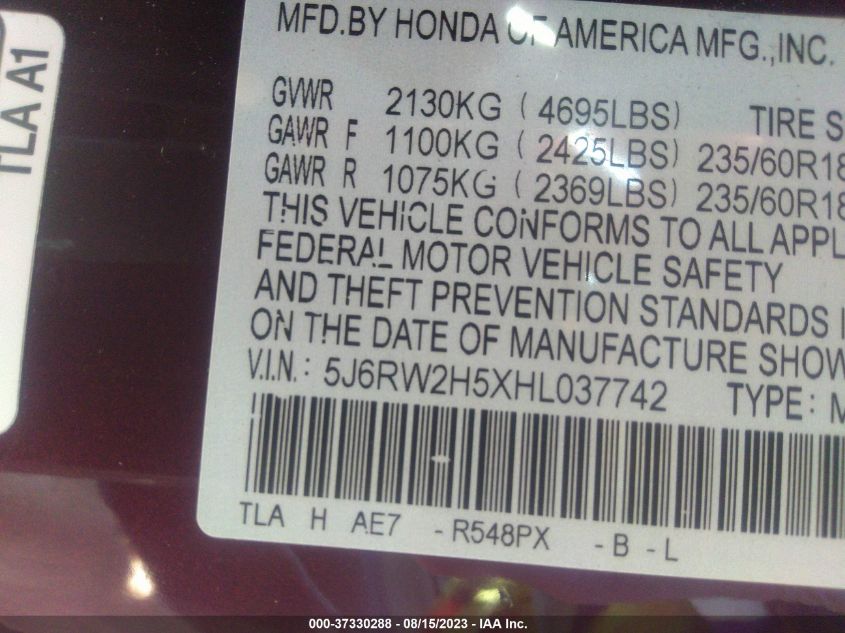 TLA A1
MFD.BY HONDA OF AMERICA MFG.,INC.
GVWR 2130KG ( 4695LBS) TIRE S
GAWR F 1100KG ( 2425LBS) 235/60R18
GAWR R 1075KG ( 2369LBS) 235/60R18
THIS VEHICLE CONFORMS TO ALL APPL
FEDERAL MOTOR VEHICLE SAFETY
AND THEFT PREVENTION STANDARDS I
ON THE DATE OF MANUFACTURE SHOW
V.I.N.: 5J6RW2H5XHL037742 TYPE: M
TLA H AE7 -R548PX -B-L
000-37330288 - 08/15/2023 - IAA Inc.